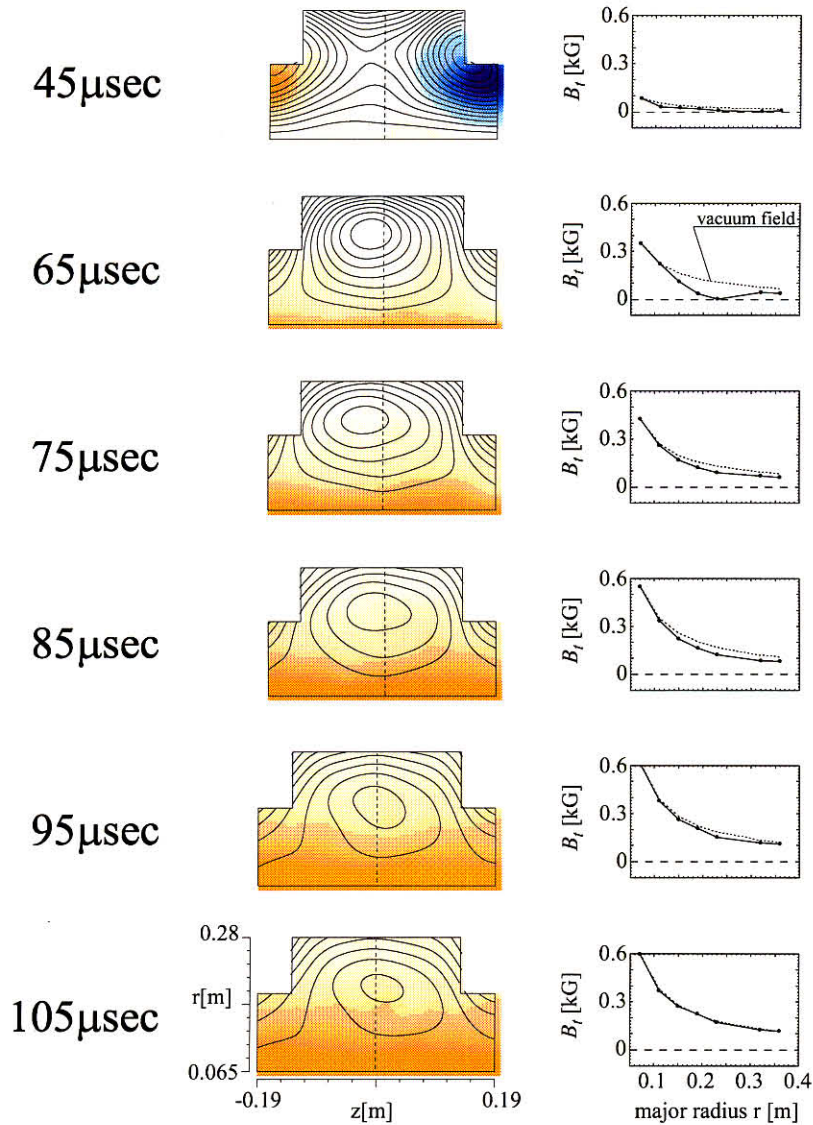 45μsec
B_t [kG]
0.6
0.3
0
65μsec
B_t [kG]
0.6
0.3
0
vacuum field
75μsec
B_t [kG]
0.6
0.3
0
85μsec
B_t [kG]
0.6
0.3
0
95μsec
B_t [kG]
0.6
0.3
0
105μsec
0.28
r[m]
0.065
-0.19
z[m]
0.19
B_t [kG]
0.6
0.3
0
0.1 0.2 0.3 0.4
major radius r [m]